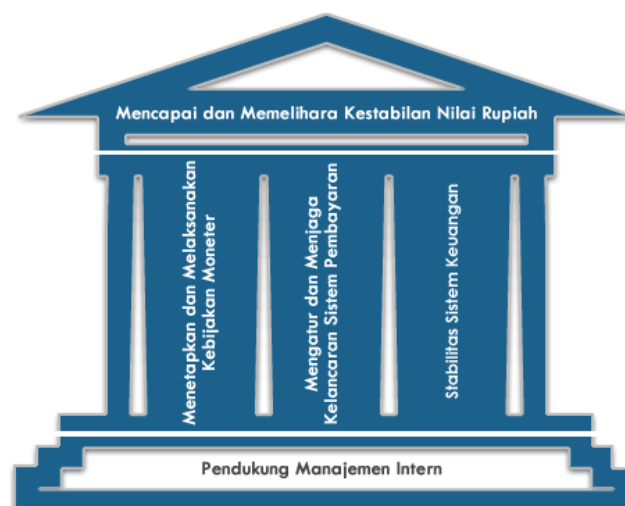 Mencapai dan Memelihara Kestabilan Nilai Rupiah
Menetapkan dan Melaksanakan
Kebijakan Moneter
Mengatur dan Menjaga
Kelancaran Sistem Pembayaran
Stabilitas Sistem Keuangan
Pendukung Manajemen Intern